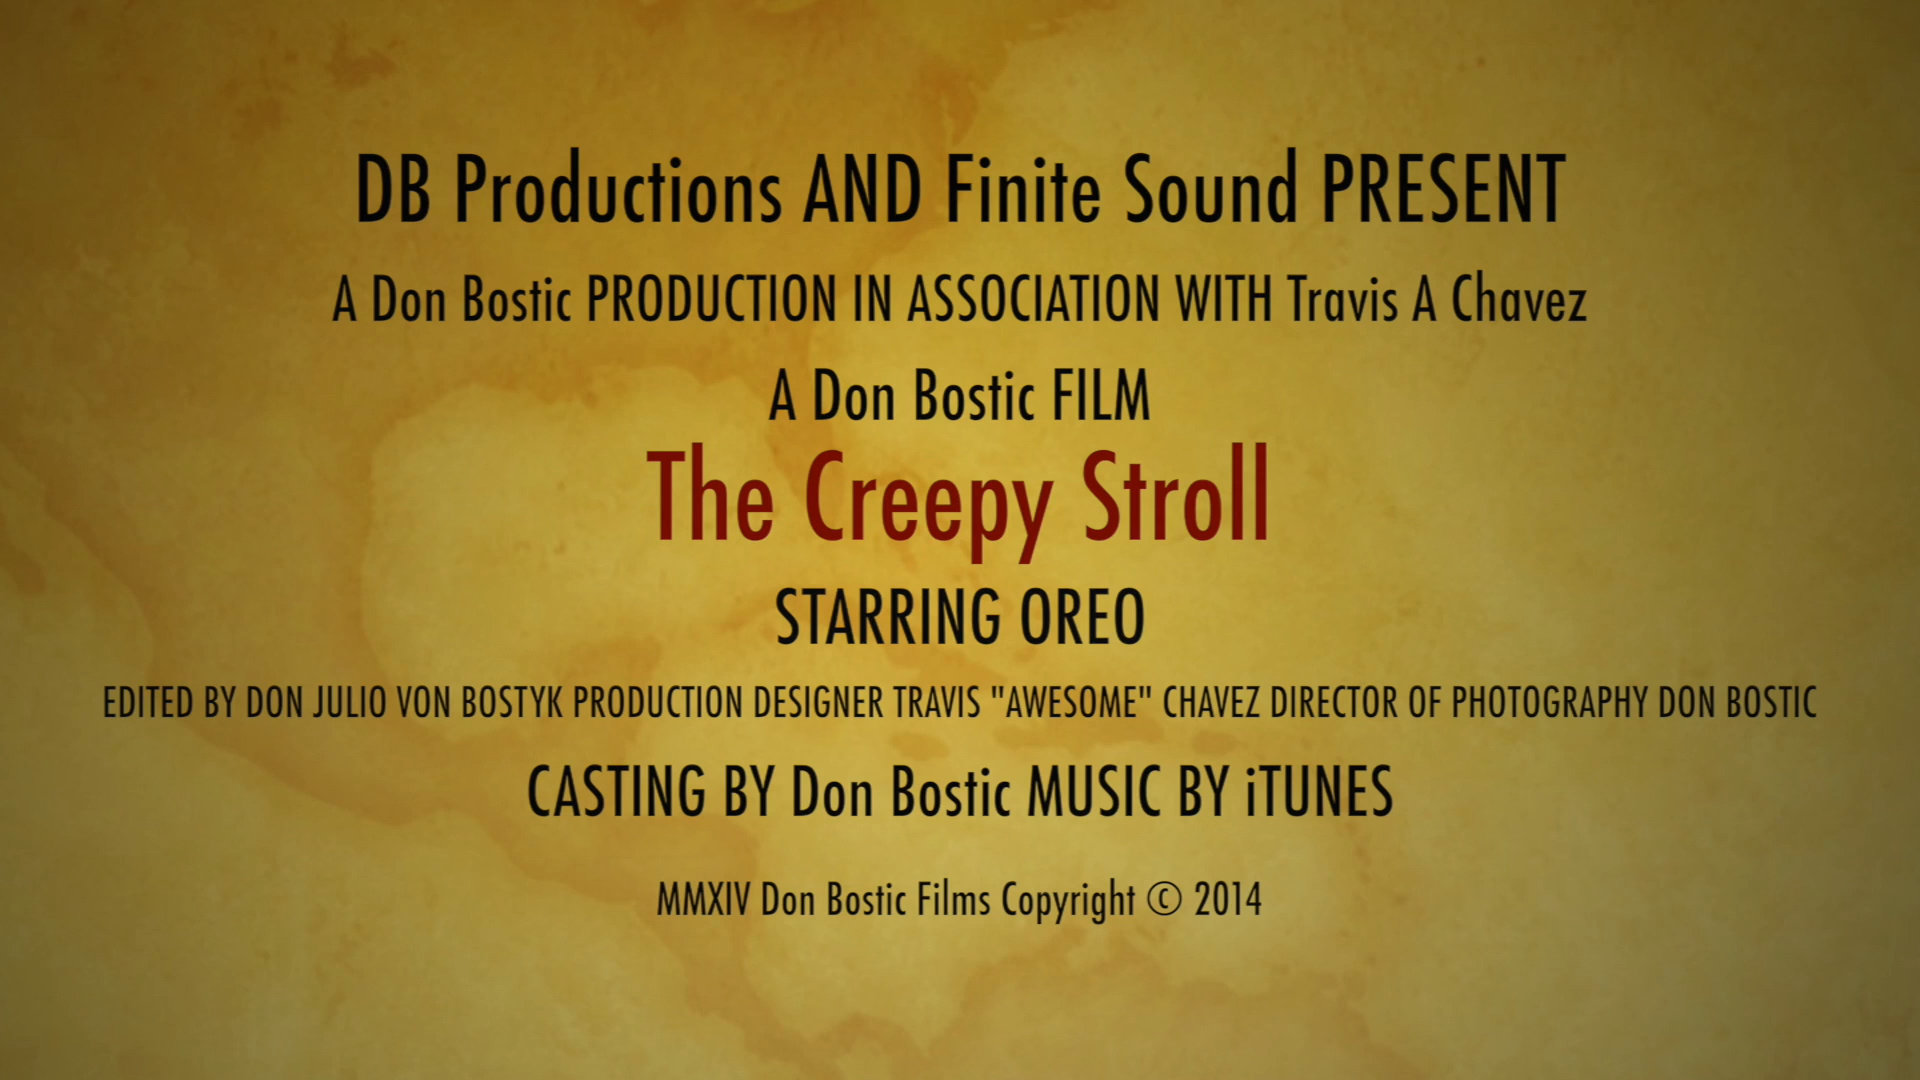 DB Productions AND Finite Sound PRESENT
A Don Bostic PRODUCTION IN ASSOCIATION WITH Travis A Chavez
A Don Bostic FILM
The Creepy Stroll
STARRING OREO
EDITED BY DON JULIO VON BOSTYK PRODUCTION DESIGNER TRAVIS "AWESOME" CHAVEZ DIRECTOR OF PHOTOGRAPHY DON BOSTIC
CASTING BY Don Bostic MUSIC BY iTUNES
MMXIV Don Bostic Films Copyright © 2014